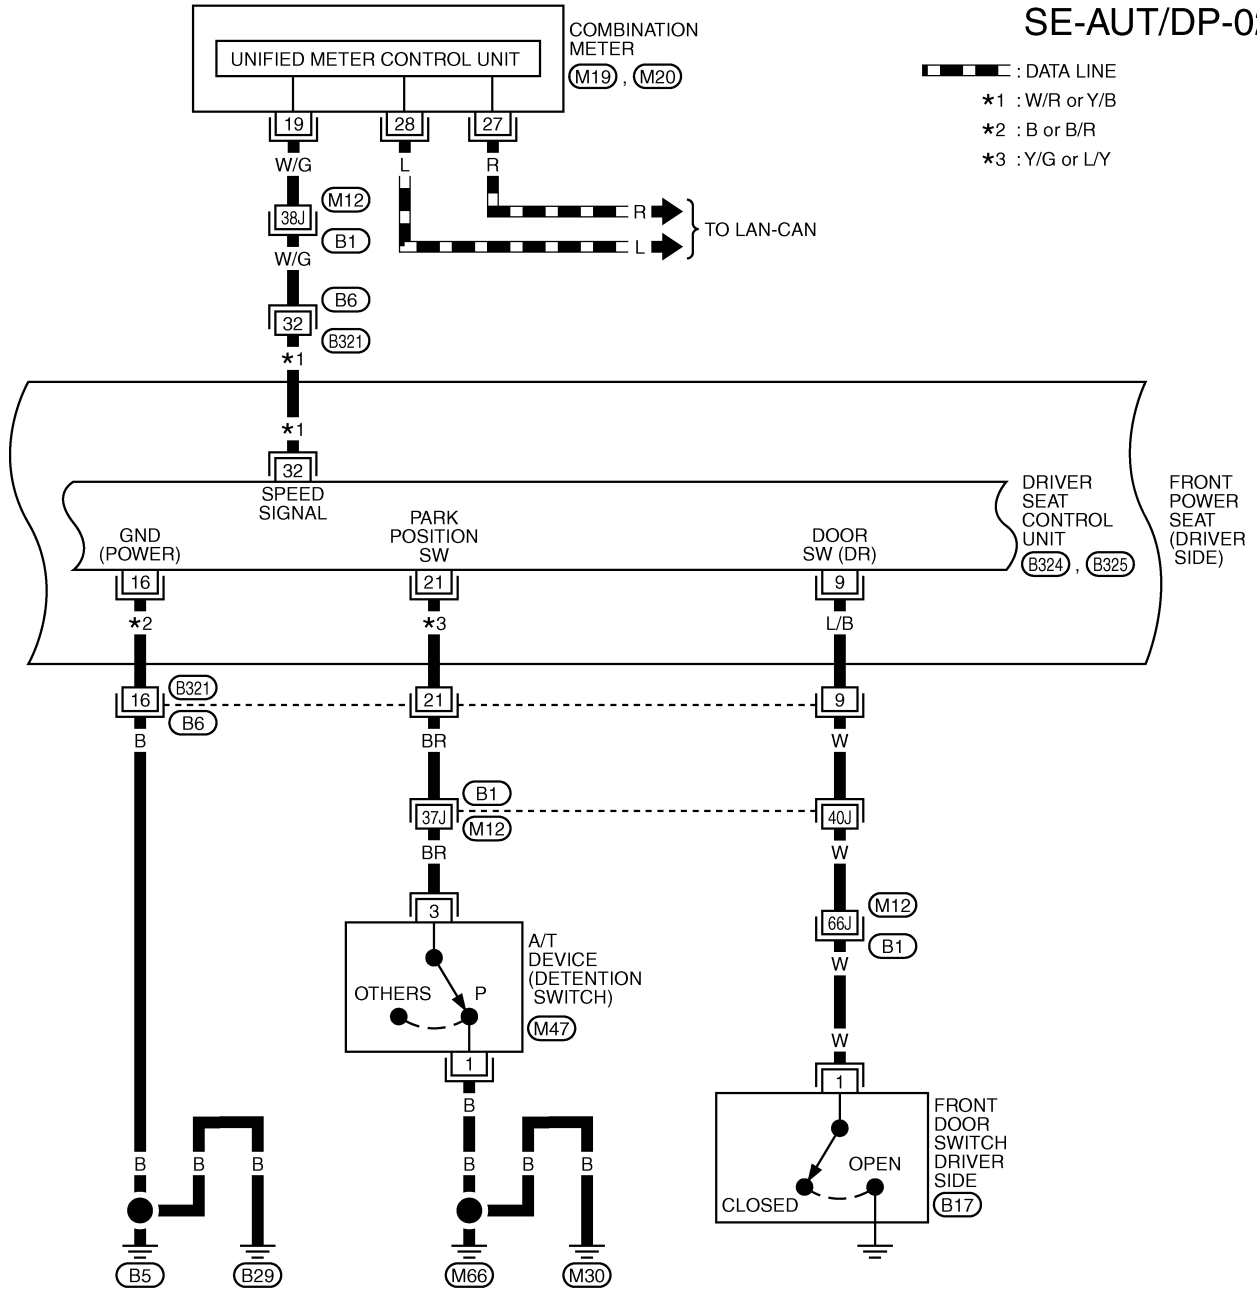 SE-AUT/DP-02
COMBINATION
METER
M19 , M20
UNIFIED METER CONTROL UNIT
: DATA LINE
*1 : W/R or Y/B
*2 : B or B/R
*3 : Y/G or L/Y
19
28
27
W/G
L
R
M12
38J
B1
R
L
TO LAN-CAN
W/G
B6
32
B321
*1
*1
32
SPEED
SIGNAL
GND
(POWER)
PARK
POSITION
SW
DOOR
SW (DR)
DRIVER
SEAT
CONTROL
UNIT
B324 , B325
FRONT
POWER
SEAT
(DRIVER
SIDE)
16
21
9
*2
*3
L/B
16
B321
B6
21
9
B
BR
W
B1
37J
M12
40J
BR
W
M12
66J
B1
W
3
A/T
DEVICE
(DETENTION
SWITCH)
M47
OTHERS
P
1
W
1
B
FRONT
DOOR
SWITCH
DRIVER
SIDE
B17
OPEN
CLOSED
B
B
B
B
B
B
B5
B29
M66
M30